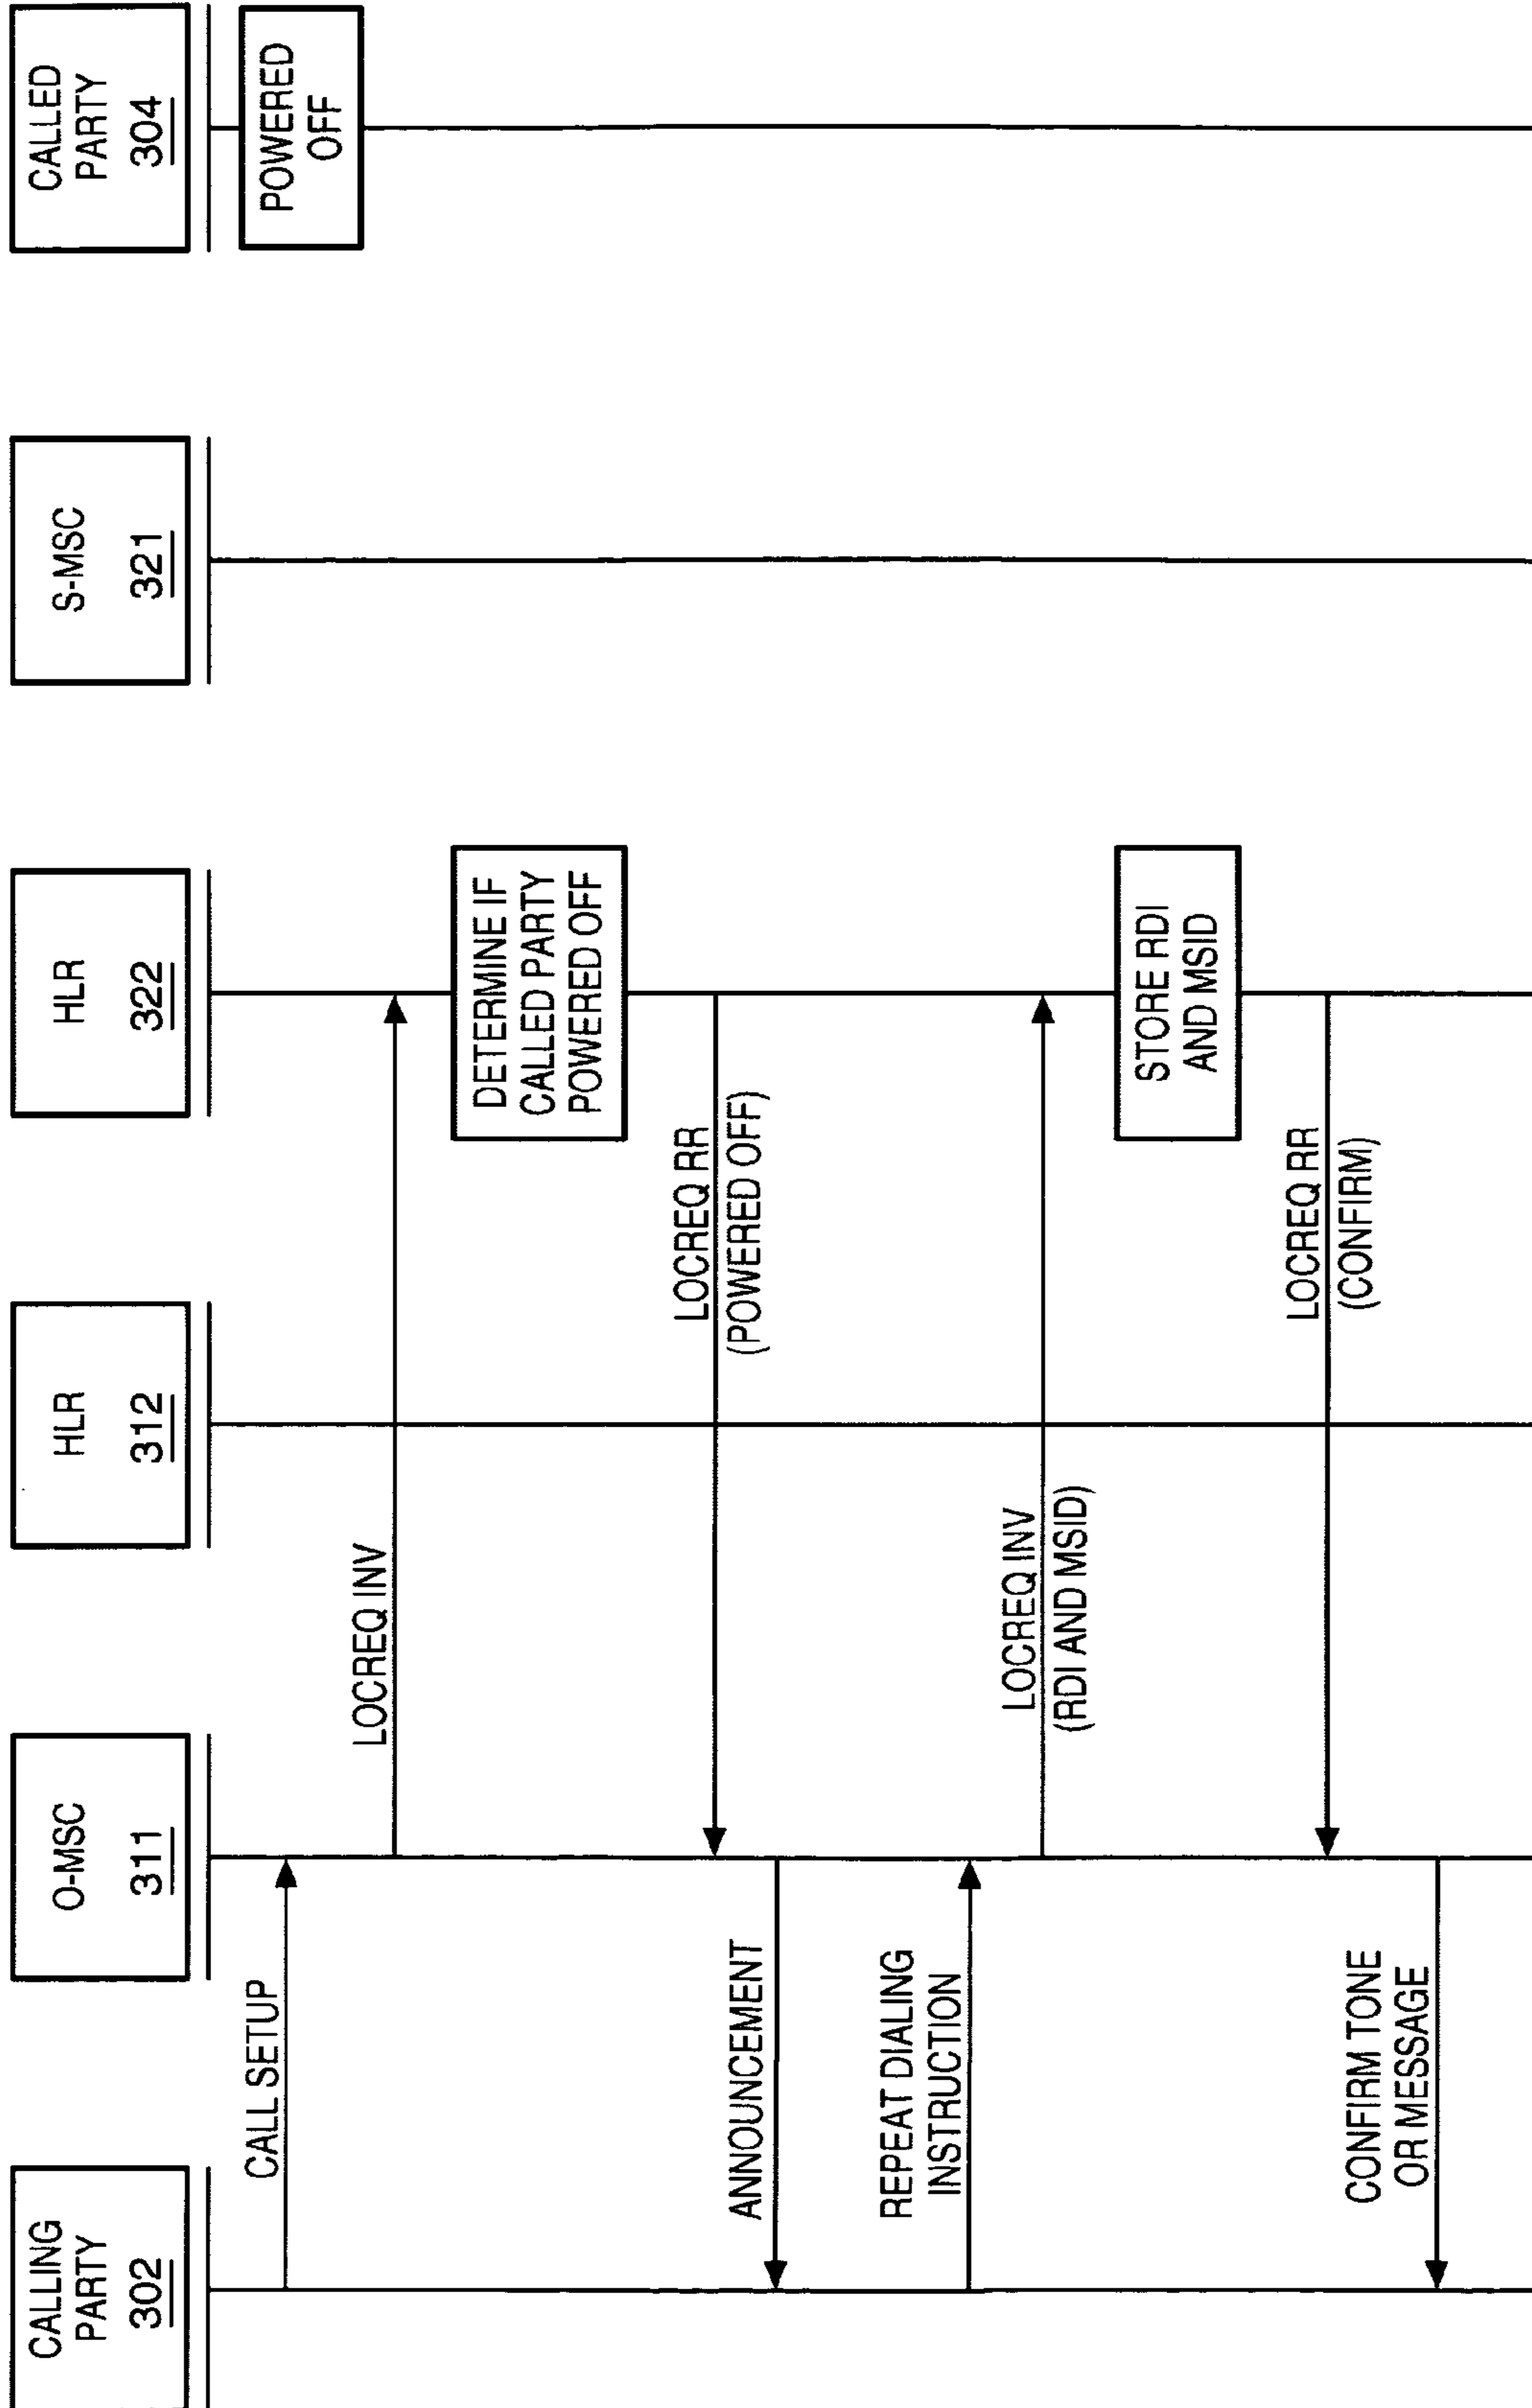 CALLING
PARTY
302
O-MSC
311
HLR
312
HLR
322
S-MSC
321
CALLED
PARTY
304
POWERED
OFF
CALL SETUP
LOCREQ INV
DETERMINE IF
CALLED PARTY
POWERED OFF
LOCREQ RR
(POWERED OFF)
ANNOUNCEMENT
REPEAT DIALING
INSTRUCTION
LOCREQ INV
(RDI AND MSID)
STORE RDI
AND MSID
LOCREQ RR
(CONFIRM)
CONFIRM TONE
OR MESSAGE